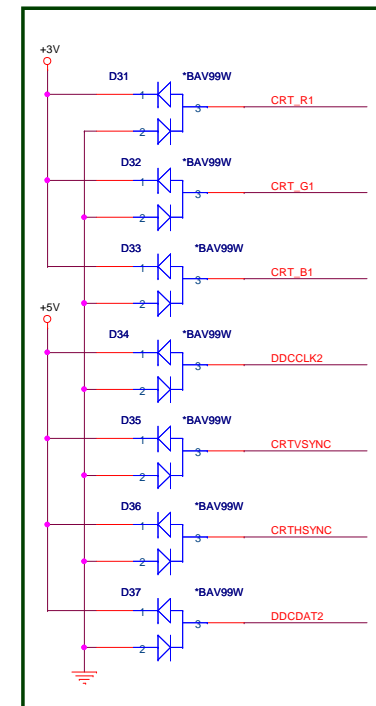 +3V
D31 *BAV99W
1
3 CRT_R1
2
D32 *BAV99W
1
3 CRT_G1
2
D33 *BAV99W
1
3 CRT_B1
2
+5V
D34 *BAV99W
1
3 DDCCLK2
2
D35 *BAV99W
1
3 CRTVSYNC
2
D36 *BAV99W
1
3 CRTHSYNC
2
D37 *BAV99W
1
3 DDCDAT2
2